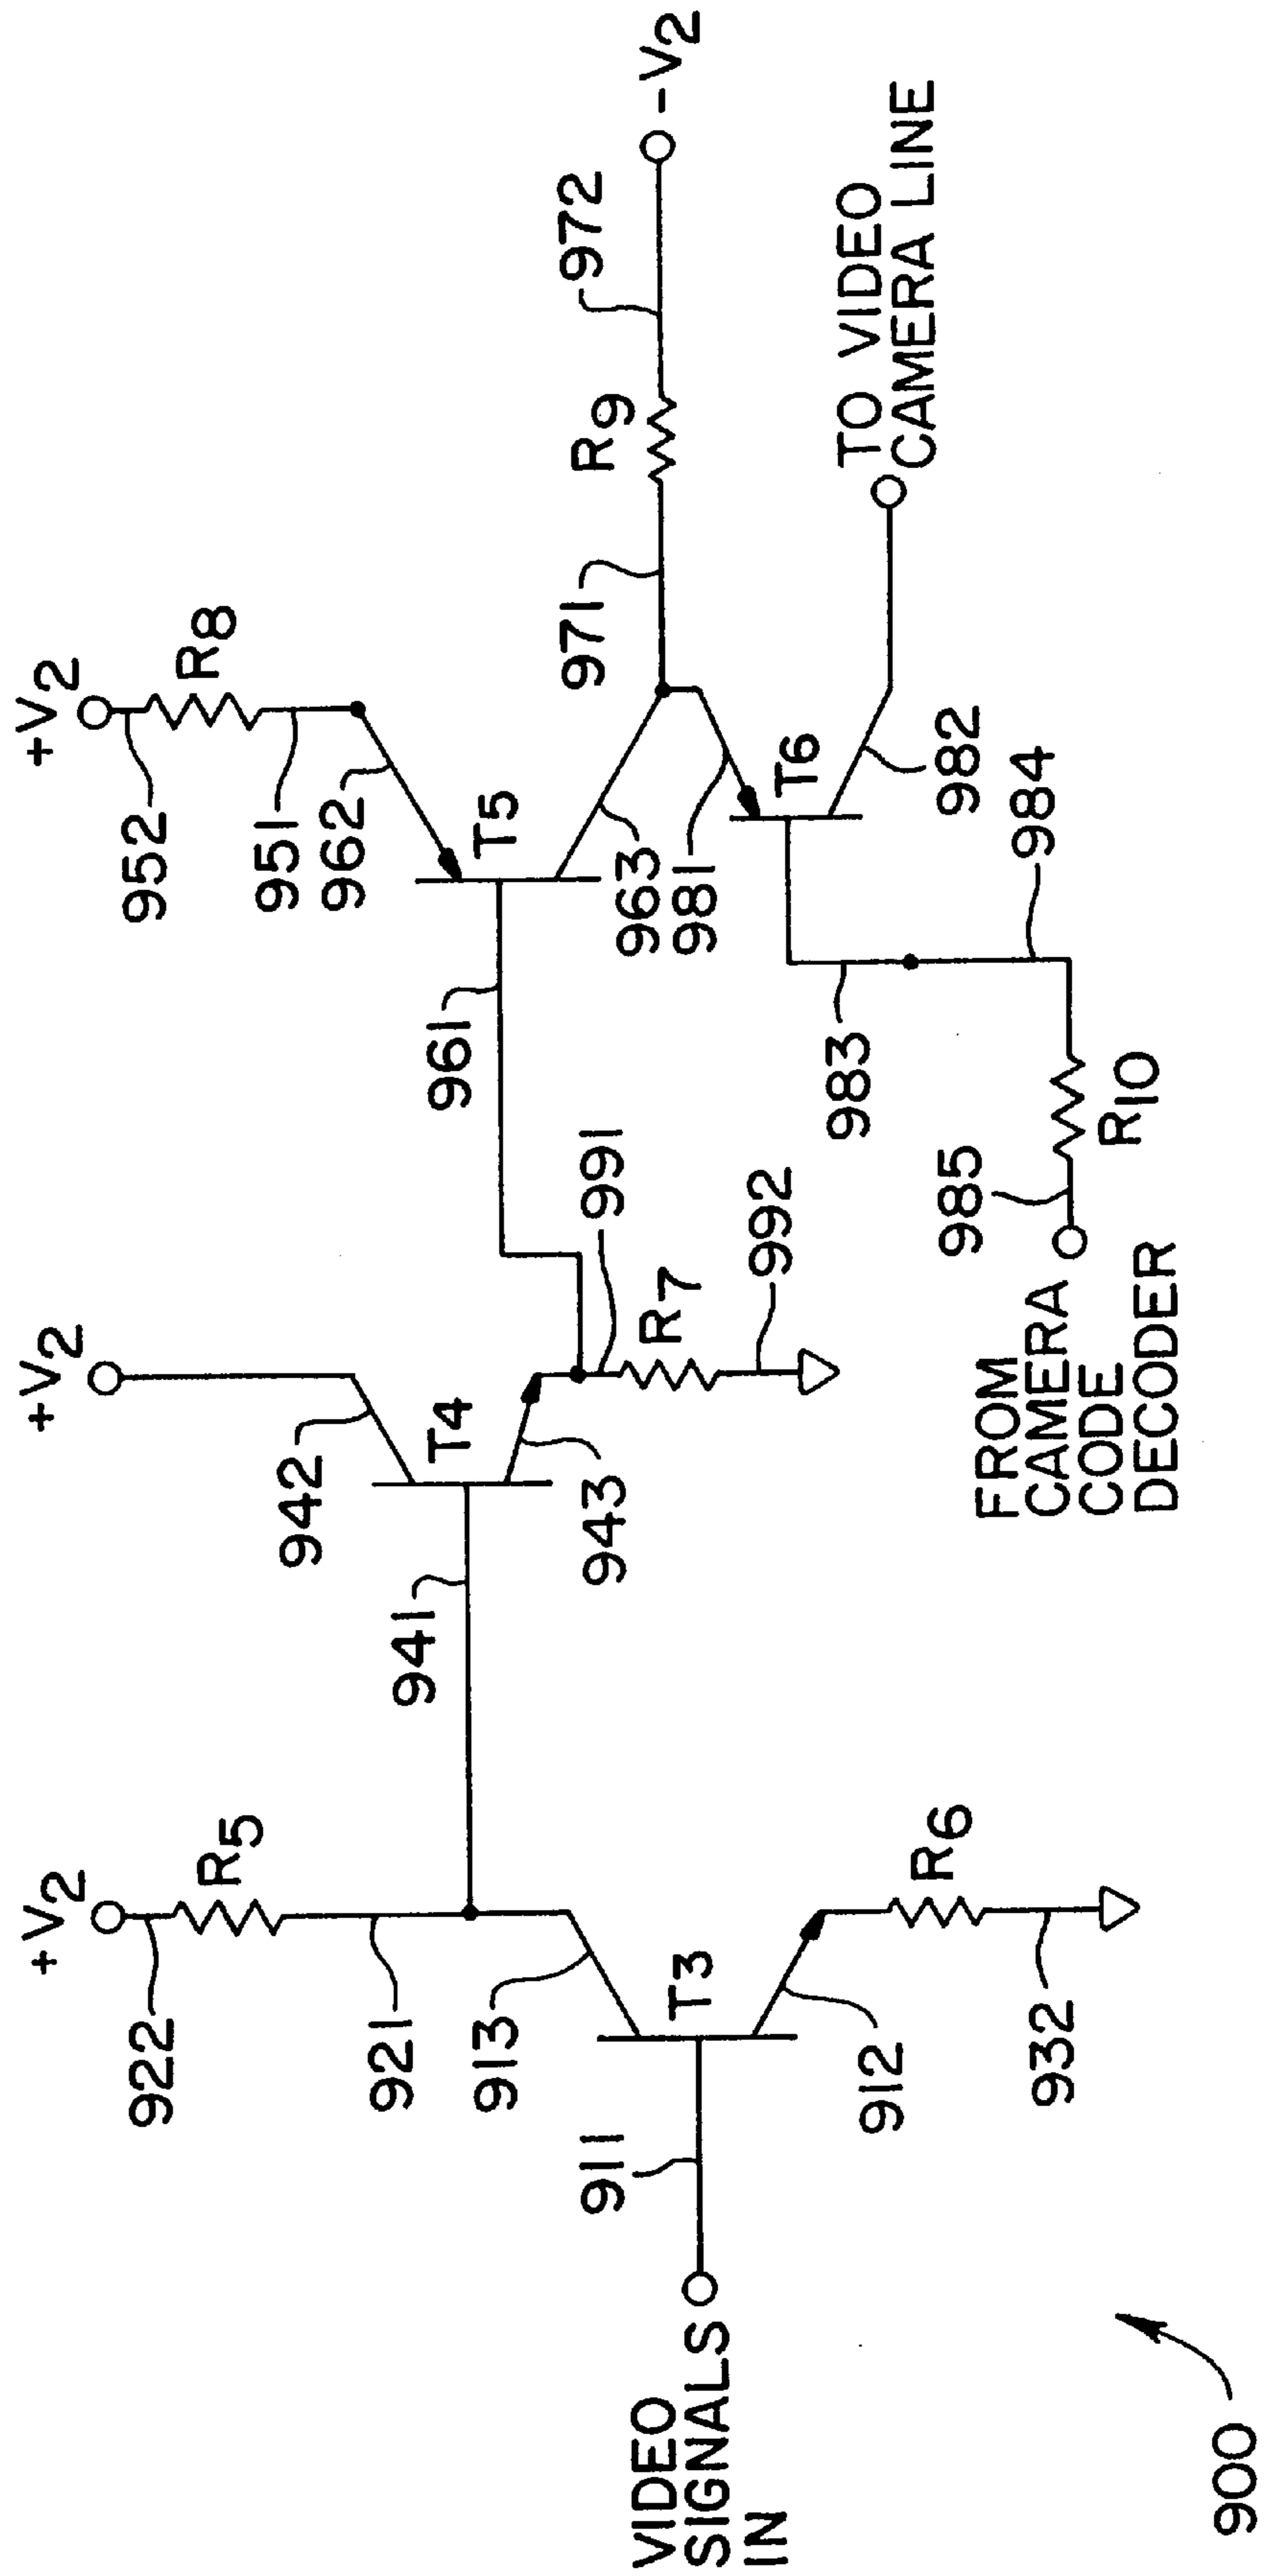 +V2
922
R5
921
913
T3
911
VIDEO
SIGNALS
IN
912
R6
932
941
+V2
942
T4
943
991
R7
992
961
+V2
952
R8
951
962
T5
963
981
971
R9
972
-V2
T6
982
983
984
985
R10
FROM
CAMERA
CODE
DECODER
TO VIDEO
CAMERA LINE
900